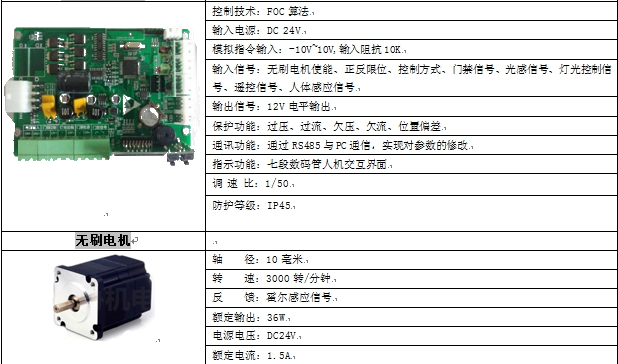 控制技术：FOC 算法
输入电源：DC 24V
模拟指令输入：-10V~10V,输入阻抗 10K
输入信号：无刷电机使能、正反限位、控制方式、门禁信号、光感信号、灯光控制信
号、遥控信号、人体感应信号
输出信号：12V 电平输出
保护功能：过压、过流、欠压、欠流、位置偏差
通讯功能：通过 RS485 与 PC 通信，实现对参数的修改
指示功能：七段数码管人机交互界面
调 速 比：1/50
防护等级：IP45
无刷电机
轴 径：10 毫米
转 速：3000 转/分钟
反 馈：霍尔感应信号
额定输出：36W
电源电压：DC24V
额定电流：1.5A